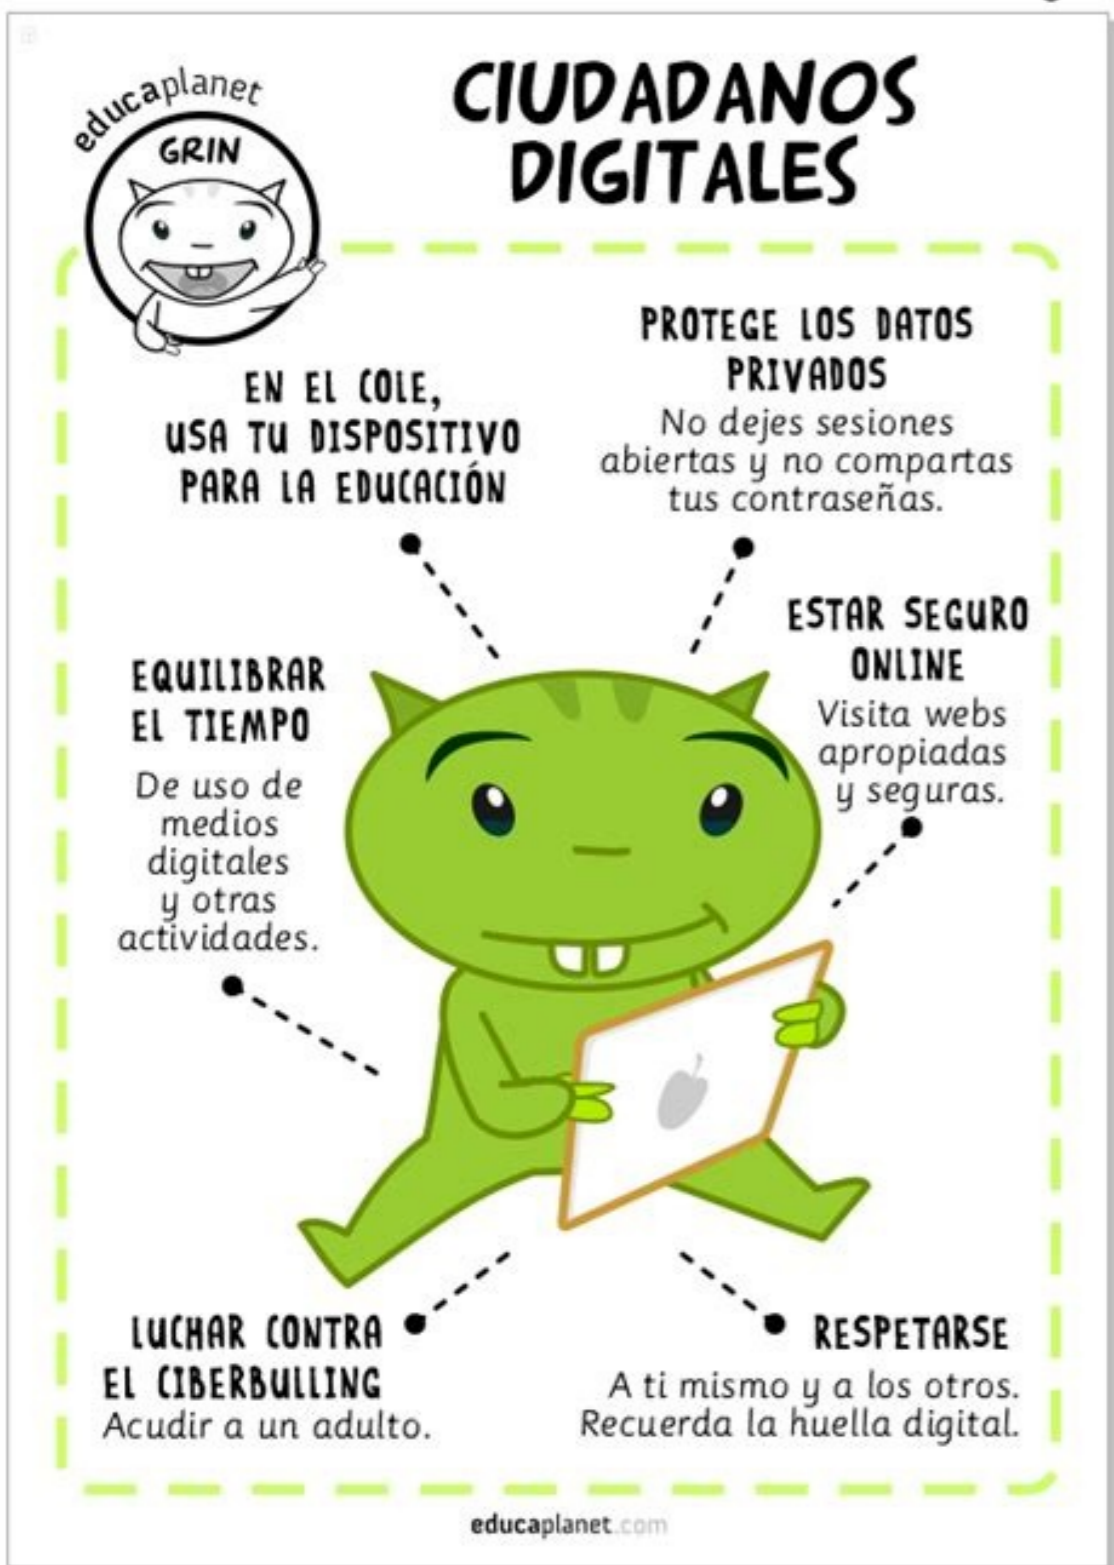 educaplanet
GRIN
CIUDADANOS
DIGITALES
EN EL COLE,
USA TU DISPOSITIVO
PARA LA EDUCACIÓN
PROTEGE LOS DATOS
PRIVADOS
No dejes sesiones
abiertas y no compartas
tus contraseñas.
EQUILIBRAR
EL TIEMPO
De uso de
medios
digitales
y otras
actividades.
ESTAR SEGURO
ONLINE
Visita webs
apropiadas
y seguras.
LUCHAR CONTRA
EL CIBERBULLING
Acudir a un adulto.
RESPETARSE
A ti mismo y a los otros.
Recuerda la huella digital.
educaplanet.com